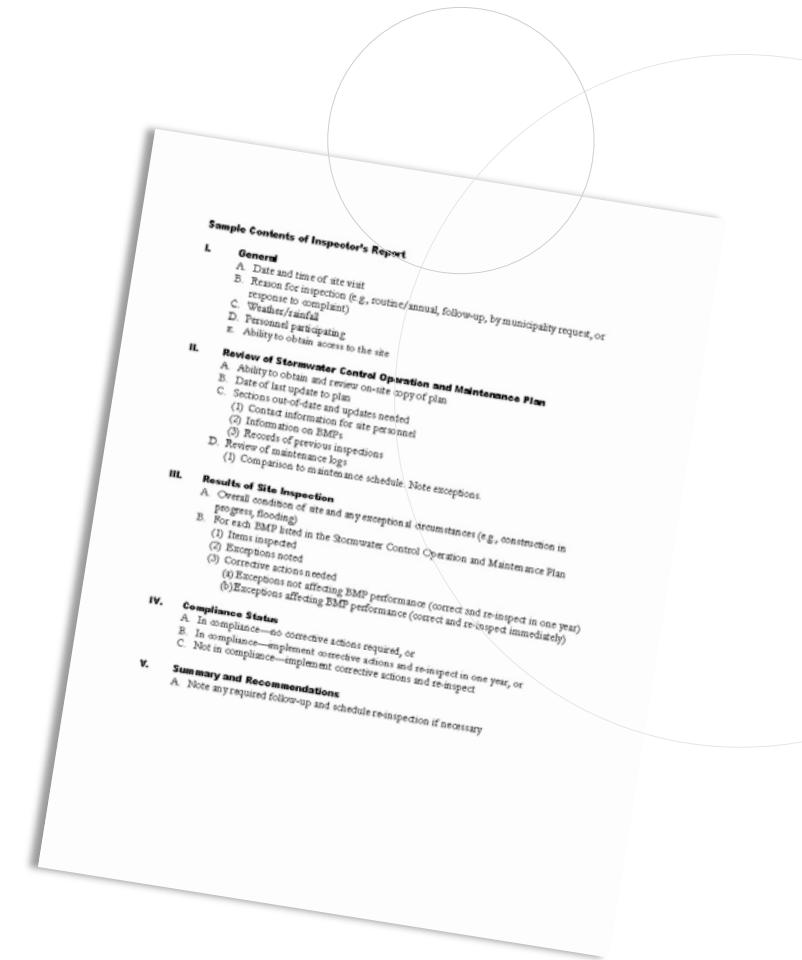 Sample Contents of Inspector's Report
I. General
A. Date and time of site visit
B. Reason for inspection (e.g., routine/annual, follow-up, by municipality request, or
response to complaint)
C. Weather/rainfall
D. Personnel participating
E. Ability to obtain access to the site
II. Review of Stormwater Control Operation and Maintenance Plan
A. Ability to obtain and review on-site copy of plan
B. Date of last update to plan
C. Sections out-of-date and updates needed
(1) Contact information for site personnel
(2) Information on BMPs
(3) Records of previous inspections
D. Review of maintenance logs
(1) Comparison to maintenance schedule. Note exceptions.
III. Results of Site Inspection
A. Overall condition of site and any exceptional circumstances (e.g., construction in
progress, flooding)
B. For each BMP listed in the Stormwater Control Operation and Maintenance Plan
(1) Items inspected
(2) Exceptions noted
(3) Corrective actions needed
(a) Exceptions not affecting BMP performance (correct snd re-inspect in one year)
(b) Exceptions affecting BMP performance (correct and re-inspect immediately)
IV. Compliance Status
A. In compliance—no corrective actions required, or
B. In compliance—implement corrective actions and re-inspect in one year, or
C. Not in compliance—implement corrective actions and re-inspect
V. Summary and Recommendations
A. Note any required follow-up and schedule re-inspection if necessary